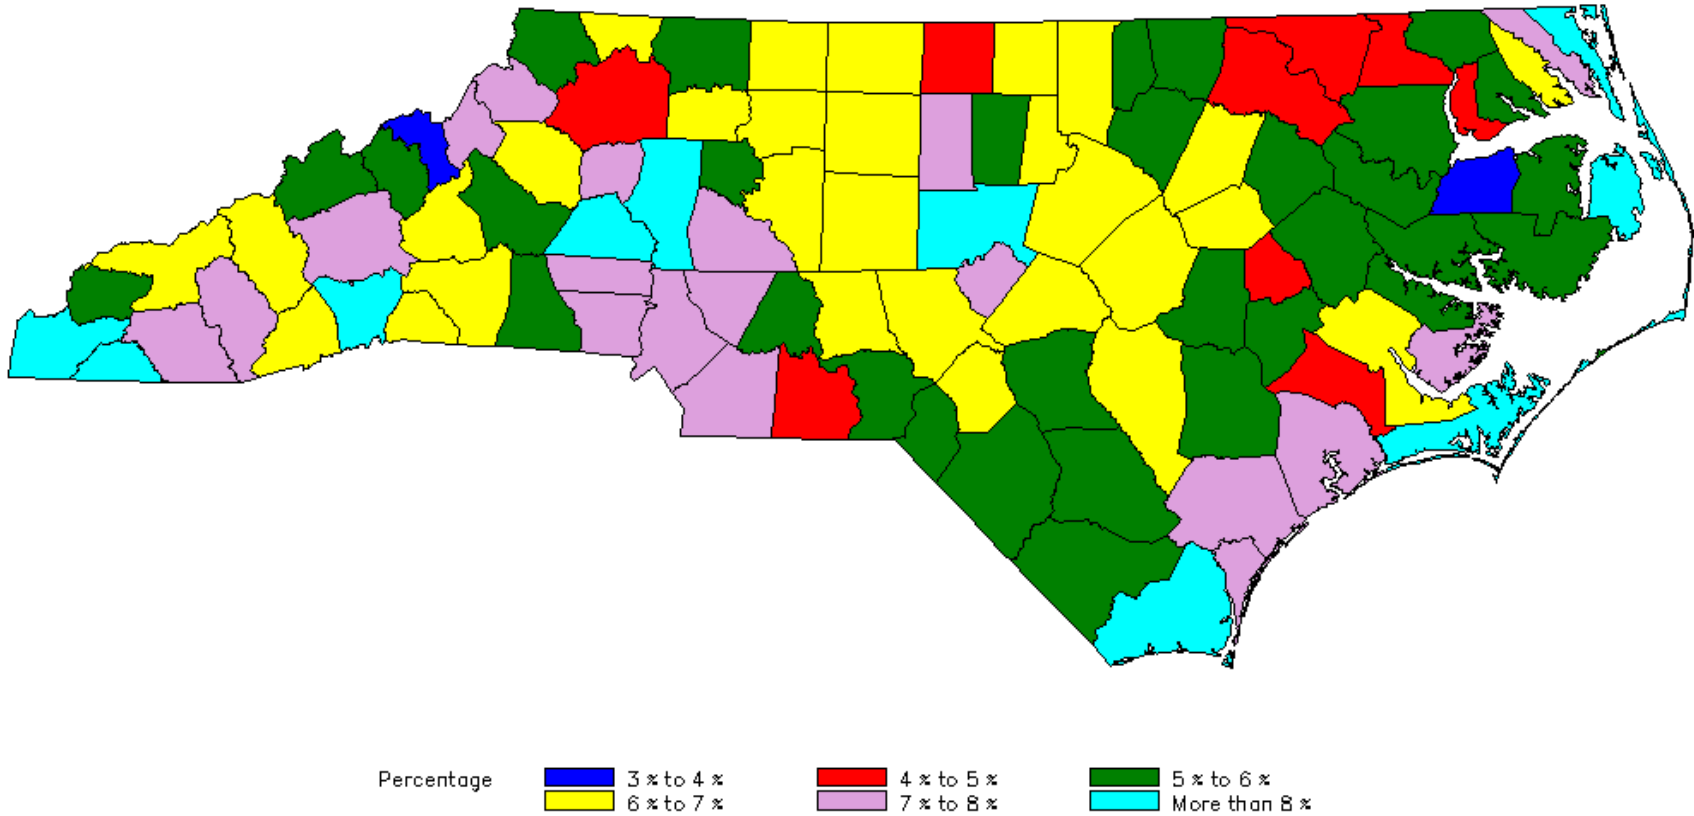 Percentage 3 % to 4 % 4 % to 5 % 5 % to 6 %
6 % to 7 % 7 % to 8 % More than 8 %